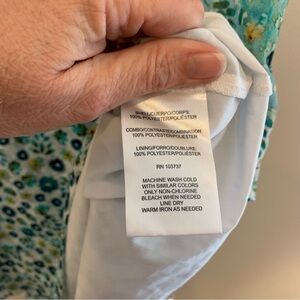 SHELL/CUERPO/CORPS:
100% POLYESTER/POLIÉSTER
COMBO/CONTRASTE/COMBINATION
100% POLYESTER/POLIÉSTER
LINING/FORRO/DOUBLURE:
100% POLYESTER/POLIÉSTER
RN 103737
MACHINE WASH COLD
WITH SIMILAR COLORS
ONLY NON-CHLORINE
BLEACH WHEN NEEDED
LINE DRY
WARM IRON AS NEEDED